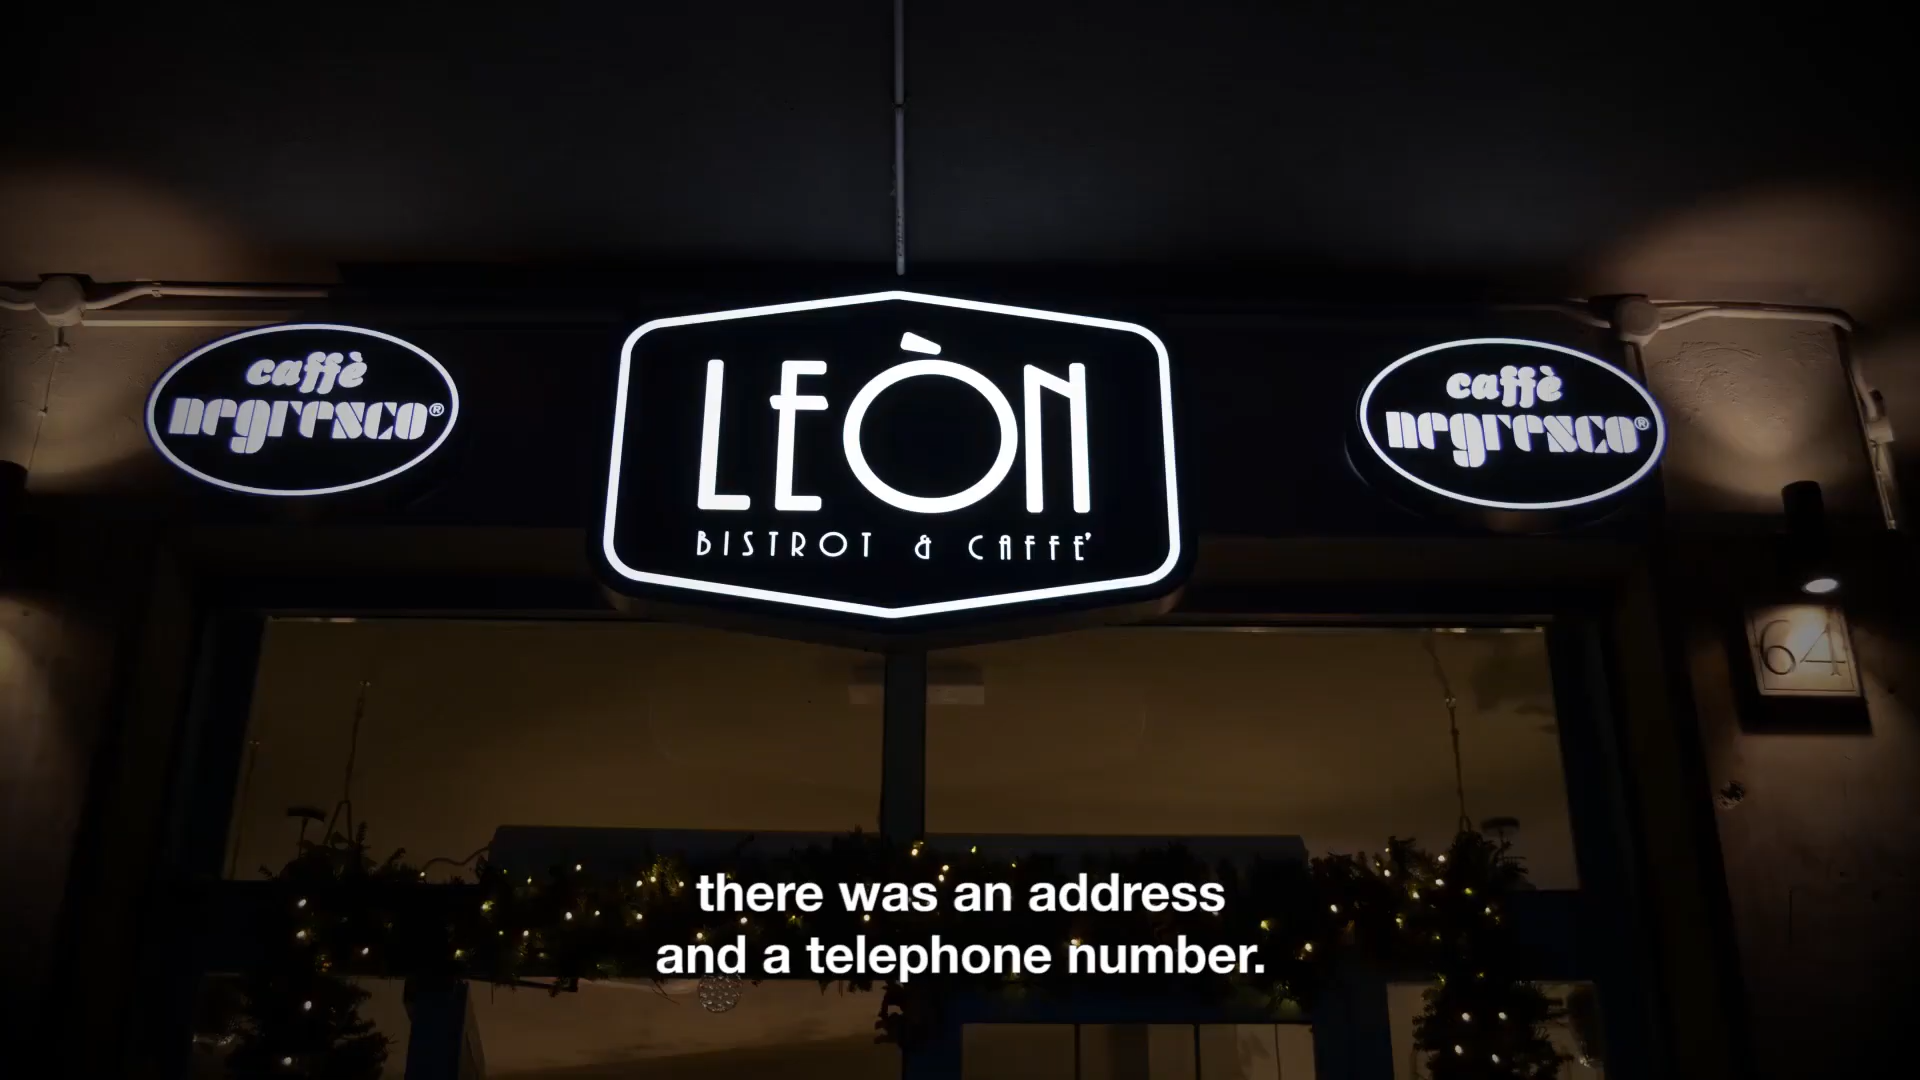 caffè
negresco®
LEÒN
BISTROT & CAFFE'
caffè
negresco®
64
there was an address
and a telephone number.